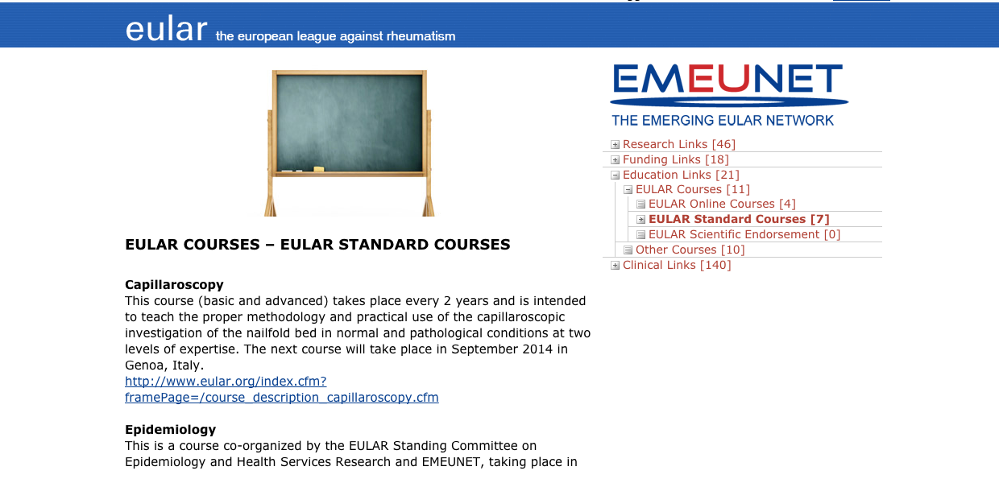 eular the european league against rheumatism
EMEUNET
THE EMERGING EULAR NETWORK
Research Links [46]
Funding Links [18]
Education Links [21]
EULAR Courses [11]
EULAR Online Courses [4]
EULAR Standard Courses [7]
EULAR Scientific Endorsement [0]
Other Courses [10]
Clinical Links [140]
EULAR COURSES – EULAR STANDARD COURSES
Capillaroscopy
This course (basic and advanced) takes place every 2 years and is intended
to teach the proper methodology and practical use of the capillaroscopic
investigation of the nailfold bed in normal and pathological conditions at two
levels of expertise. The next course will take place in September 2014 in
Genoa, Italy.
http://www.eular.org/index.cfm?
framePage=/course_description_capillaroscopy.cfm
Epidemiology
This is a course co-organized by the EULAR Standing Committee on
Epidemiology and Health Services Research and EMEUNET, taking place in